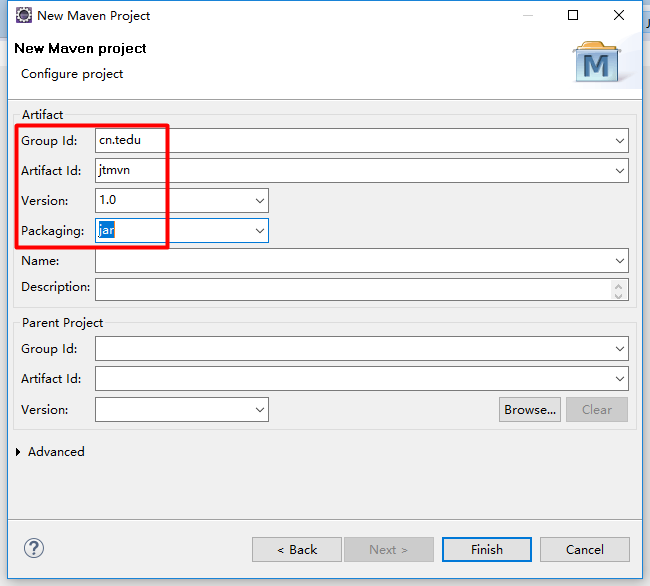 New Maven Project
New Maven project
Configure project
M
Artifact
Group Id: cn.tedu
Artifact Id: jtmvn
Version: 1.0
Packaging: jar
Name:
Description:
Parent Project
Group Id:
Artifact Id:
Version: Browse... Clear
Advanced
? < Back Next > Finish Cancel